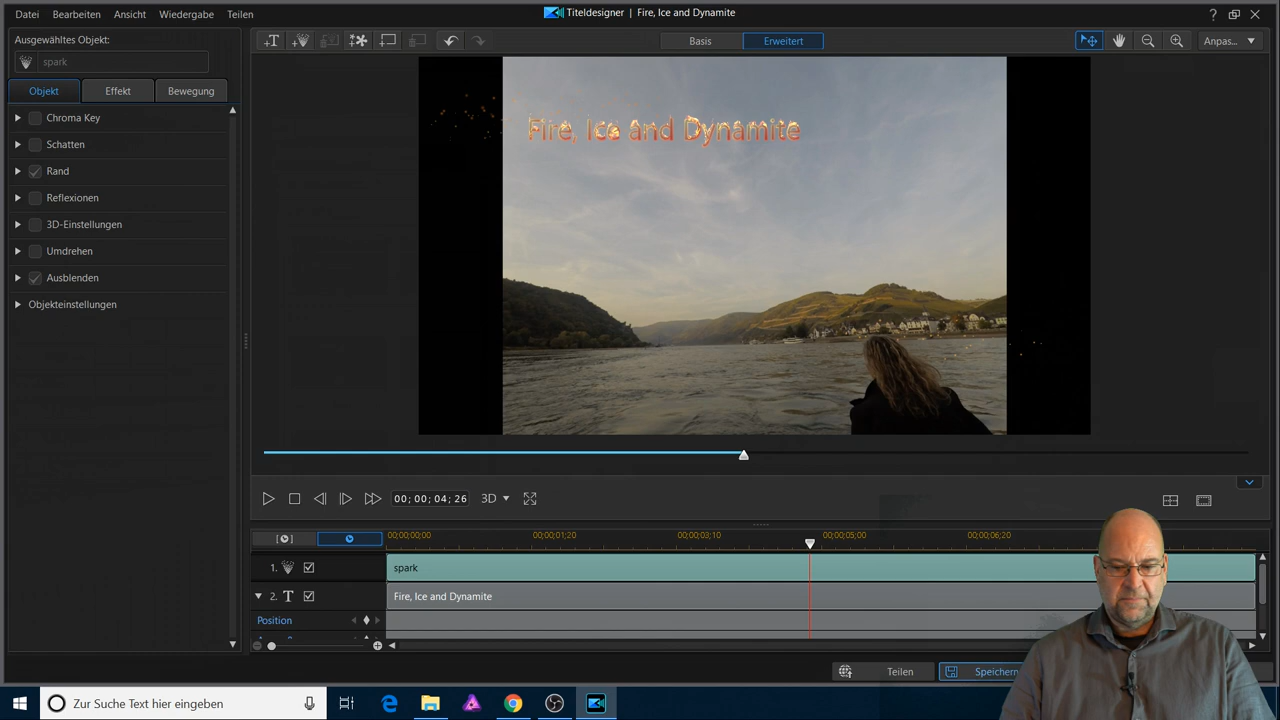 Datei Bearbeiten Ansicht Wiedergabe Teilen
Titeldesigner | Fire, Ice and Dynamite
?
Ausgewähltes Objekt:
spark
Basis Erweitert
Anpas...
Objekt Effekt Bewegung
Chroma Key
Schatten
Rand
Reflexionen
3D-Einstellungen
Umdrehen
Ausblenden
Objekteinstellungen
Fire, Ice and Dynamite
00; 00; 04; 26
3D
00;00;00;00 00;00;01;20 00;00;03;10 00;00;05;00 00;00;06;20
1. spark
2. T Fire, Ice and Dynamite
Position
Teilen Speichern
Zur Suche Text hier eingeben